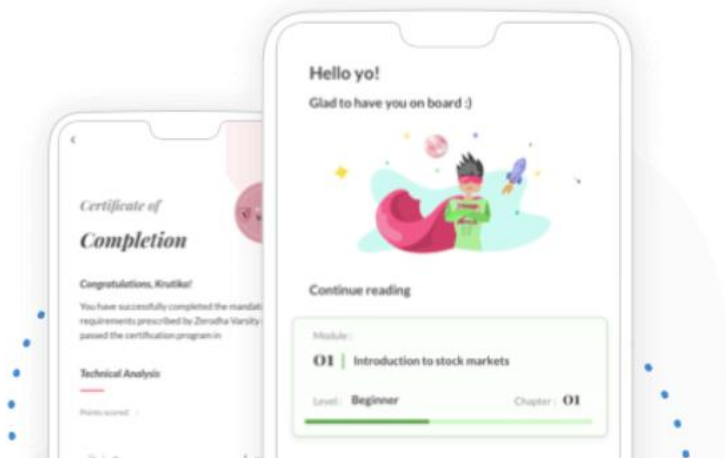 Hello yo!
Glad to have you on board :)
Continue reading
Module :
01 | Introduction to stock markets
Level : Beginner Chapter : 01
Certificate of
Completion
Congratulations, Krutika!
You have successfully completed the
requirements prescribed by Zerodha Varsity
passed the certification program in
Technical Analysis
Points scored :